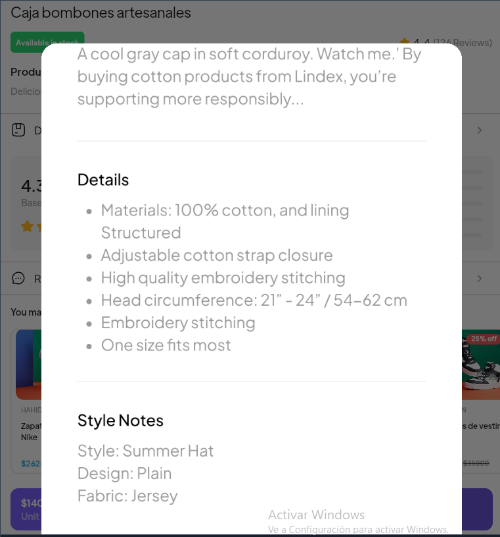 Caja bombones artesanales
Available in stock
4.4 (126 Reviews)
A cool gray cap in soft corduroy. Watch me.' By
buying cotton products from Lindex, you're
supporting more responsibly...
Produ
Delicio
D
4.3
Base
Details
Materials: 100% cotton, and lining
Structured
Adjustable cotton strap closure
High quality embroidery stitching
Head circumference: 21" - 24" / 54–62 cm
Embroidery stitching
One size fits most
R
You ma
25% off
Style Notes
Style: Summer Hat
Design: Plain
Fabric: Jersey
HAHID
N
Zapat
Nike
s de vestir
$262
$35000
$140
Unit
Activar Windows
Ve a Configuración para activar Windows.